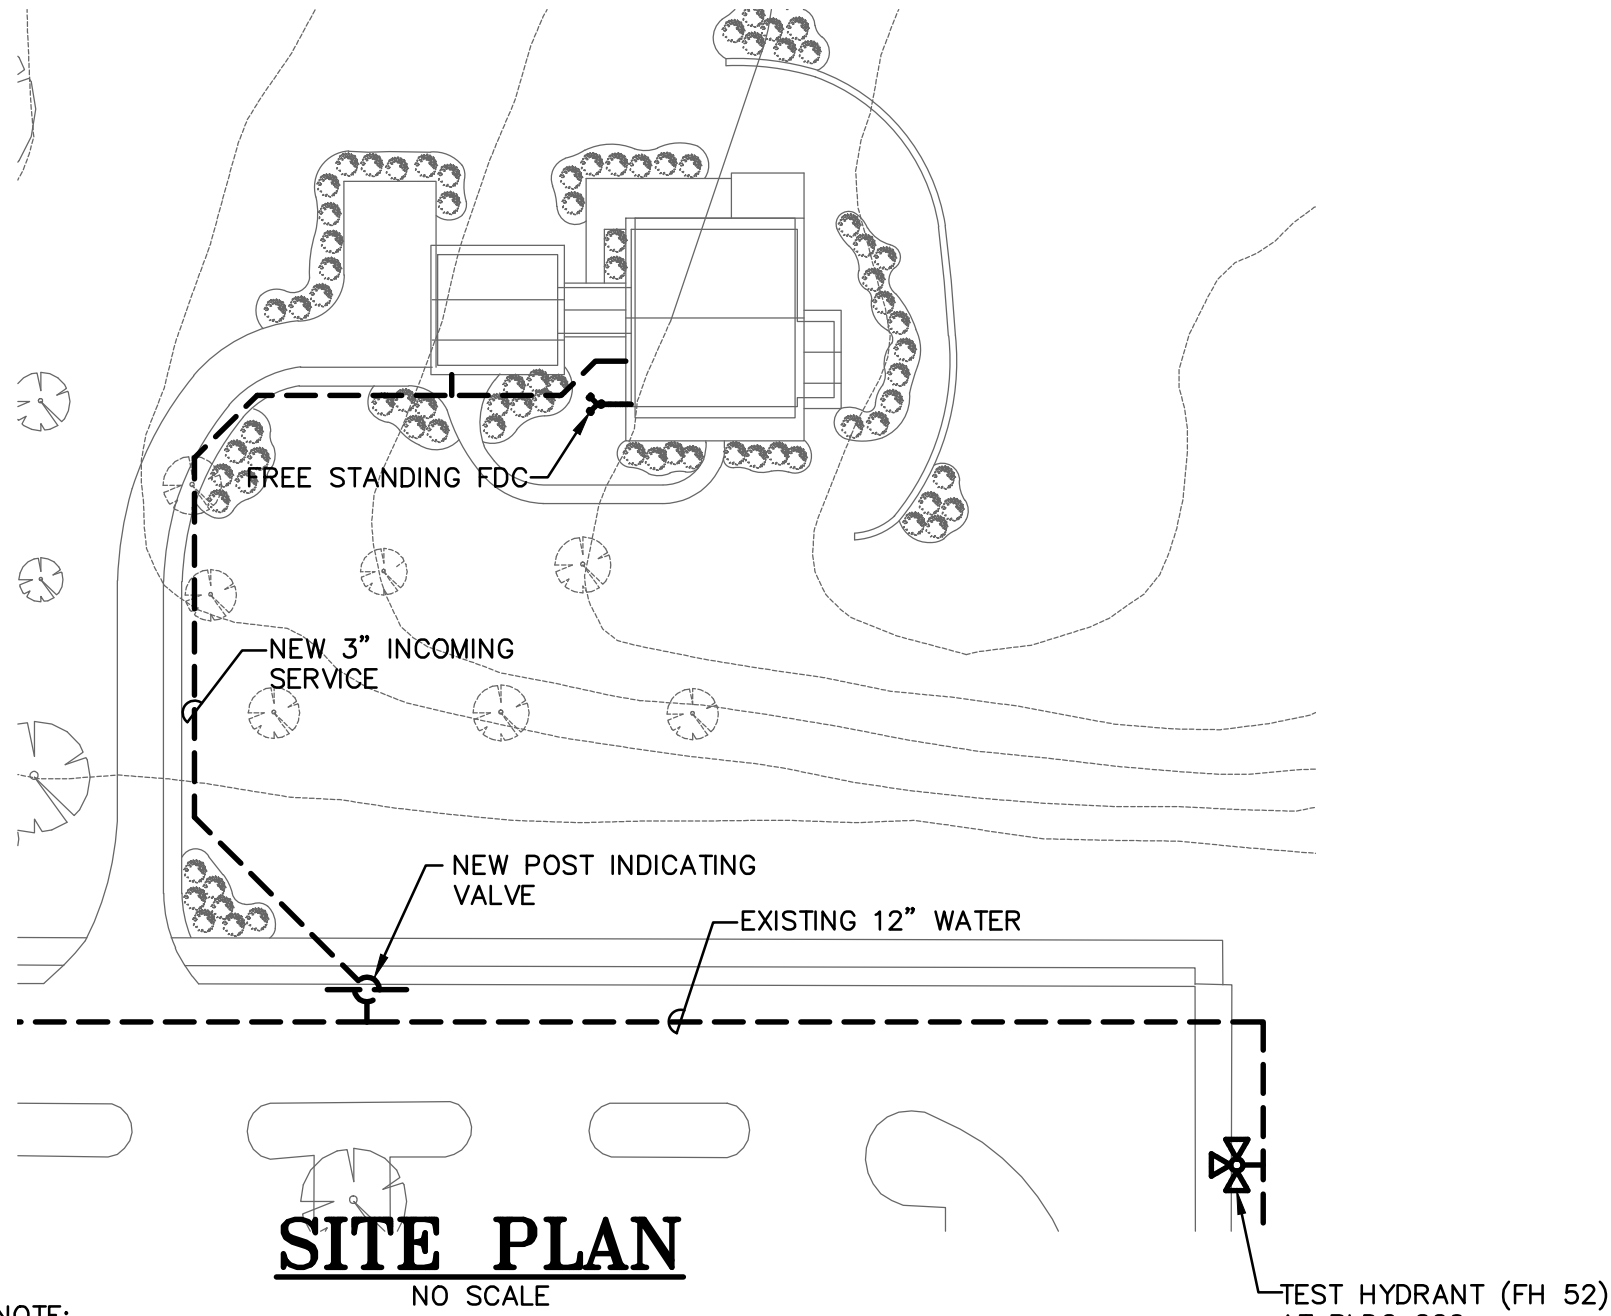 FREE STANDING FDC
NEW 3” INCOMING
SERVICE
NEW POST INDICATING
VALVE
EXISTING 12” WATER
SITE PLAN
NO SCALE
NOTE:
TEST HYDRANT (FH 52)